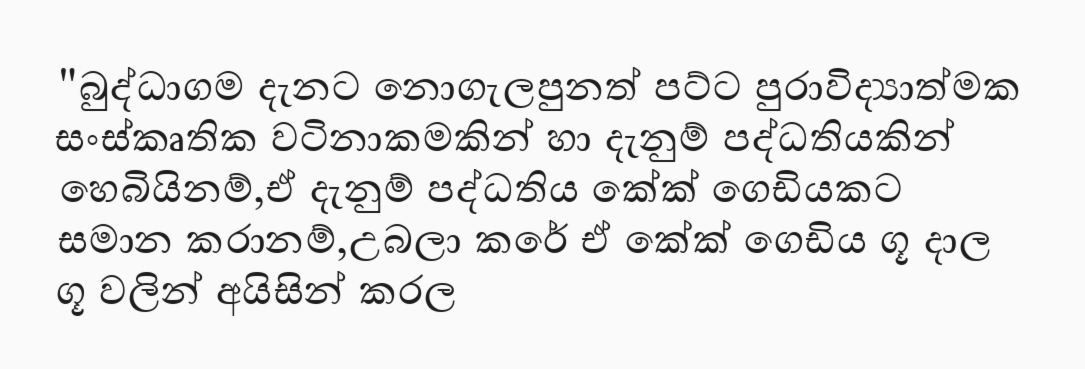 "බුද්ධාගම දැනට නොගැලපුනත් පට්ට පුරාවිද්‍යාත්මක
සංස්කෘතික වටිනාකමකින් හා දැනුම් පද්ධතියකින්
හෙබියිනම්,ඒ දැනුම් පද්ධතිය කේක් ගෙඩියකට
සමාන කරානම්,උබලා කරේ ඒ කේක් ගෙඩිය ගූ දාල
ගූ වලින් අයිසින් කරල